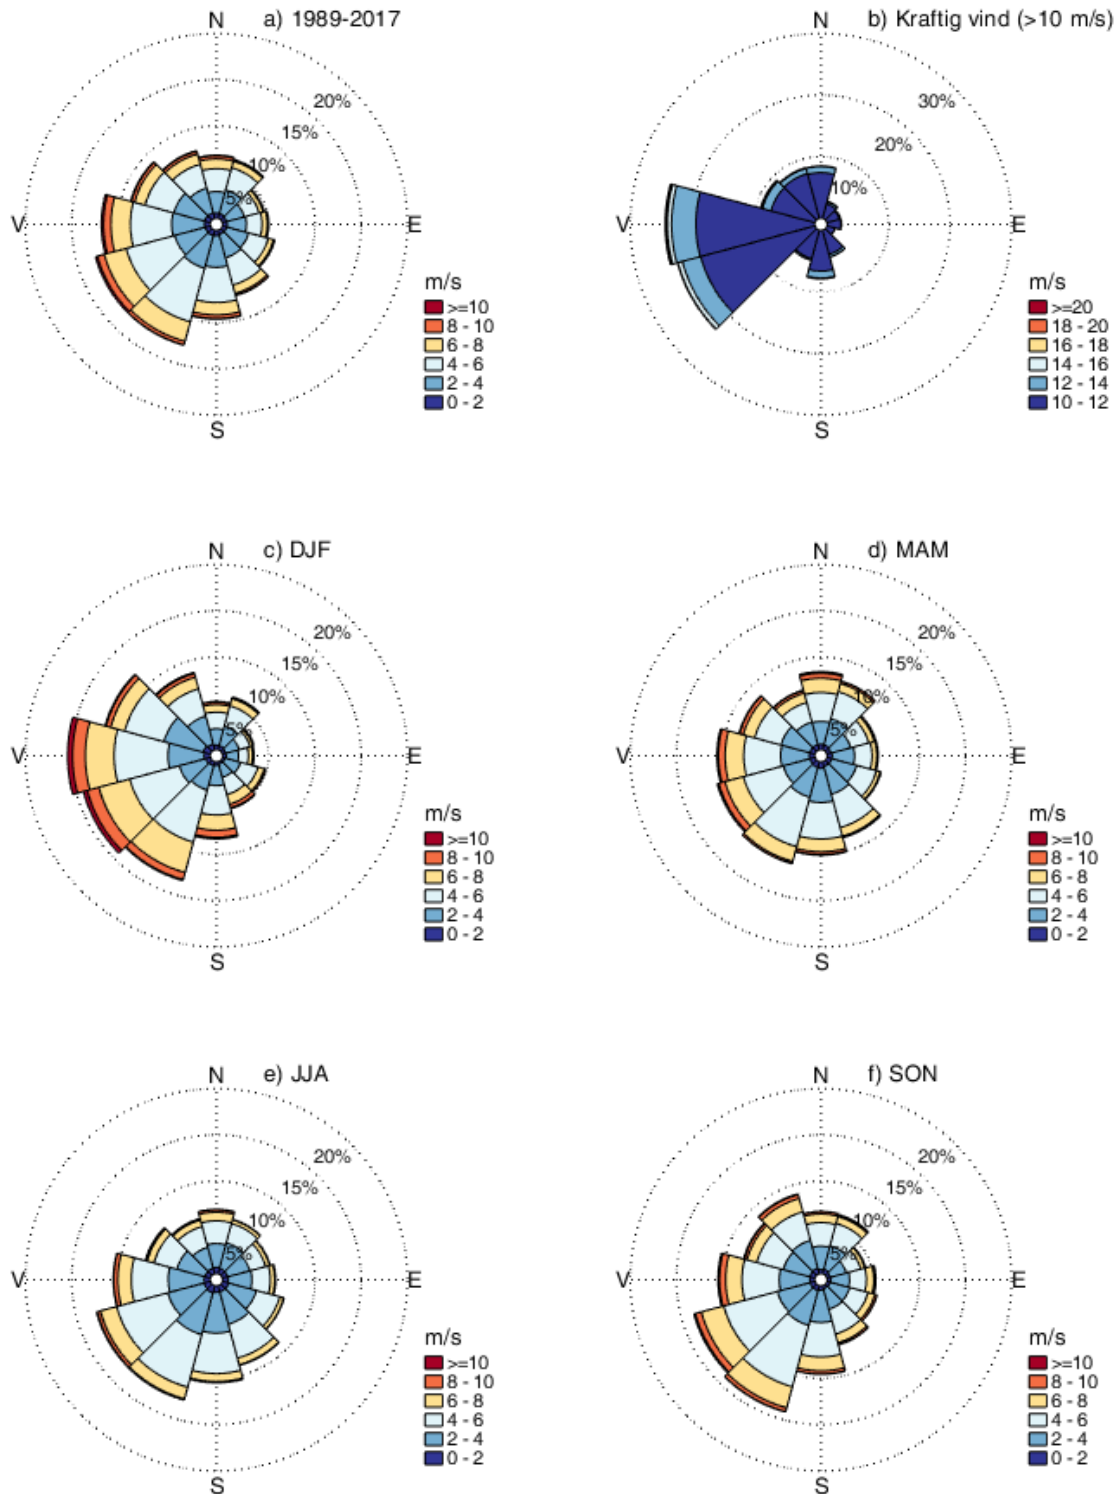 N a) 1989-2017
20%
15%
10%
5%
V E
S
m/s
>=10
8 - 10
6 - 8
4 - 6
2 - 4
0 - 2
N b) Kraftig vind (>10 m/s)
30%
20%
10%
V E
S
m/s
>=20
18 - 20
16 - 18
14 - 16
12 - 14
10 - 12
N c) DJF
20%
15%
10%
5%
V E
S
m/s
>=10
8 - 10
6 - 8
4 - 6
2 - 4
0 - 2
N d) MAM
20%
15%
10%
5%
V E
S
m/s
>=10
8 - 10
6 - 8
4 - 6
2 - 4
0 - 2
N e) JJA
20%
15%
10%
5%
V E
S
m/s
>=10
8 - 10
6 - 8
4 - 6
2 - 4
0 - 2
N f) SON
20%
15%
10%
5%
V E
S
m/s
>=10
8 - 10
6 - 8
4 - 6
2 - 4
0 - 2